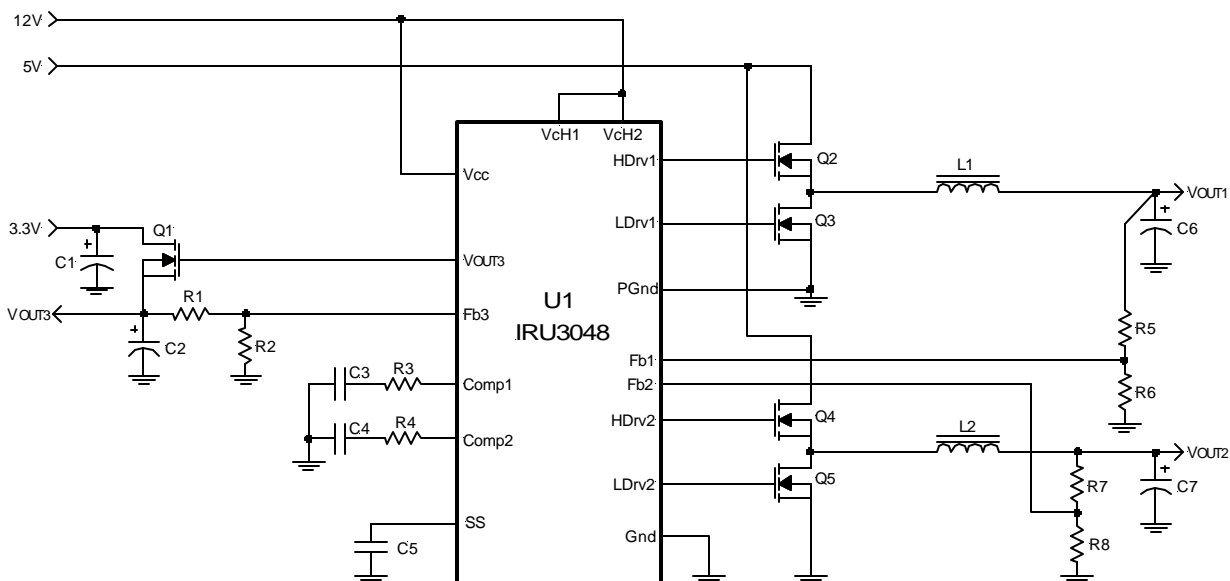 12V
5V
VcH1
VcH2
HDrv1
Q2
L1
Vcc
VOUT1
3.3V
Q1
LDrv1
Q3
C6
C1
VOUT3
U1
IRU3048
PGnd
R1
VOUT3
Fb3
R5
C2
R2
Fb1
C3
R3
Comp1
Fb2
R6
C4
R4
Comp2
HDrv2
Q4
L2
VOUT2
LDrv2
Q5
R7
C7
SS
C5
Gnd
R8